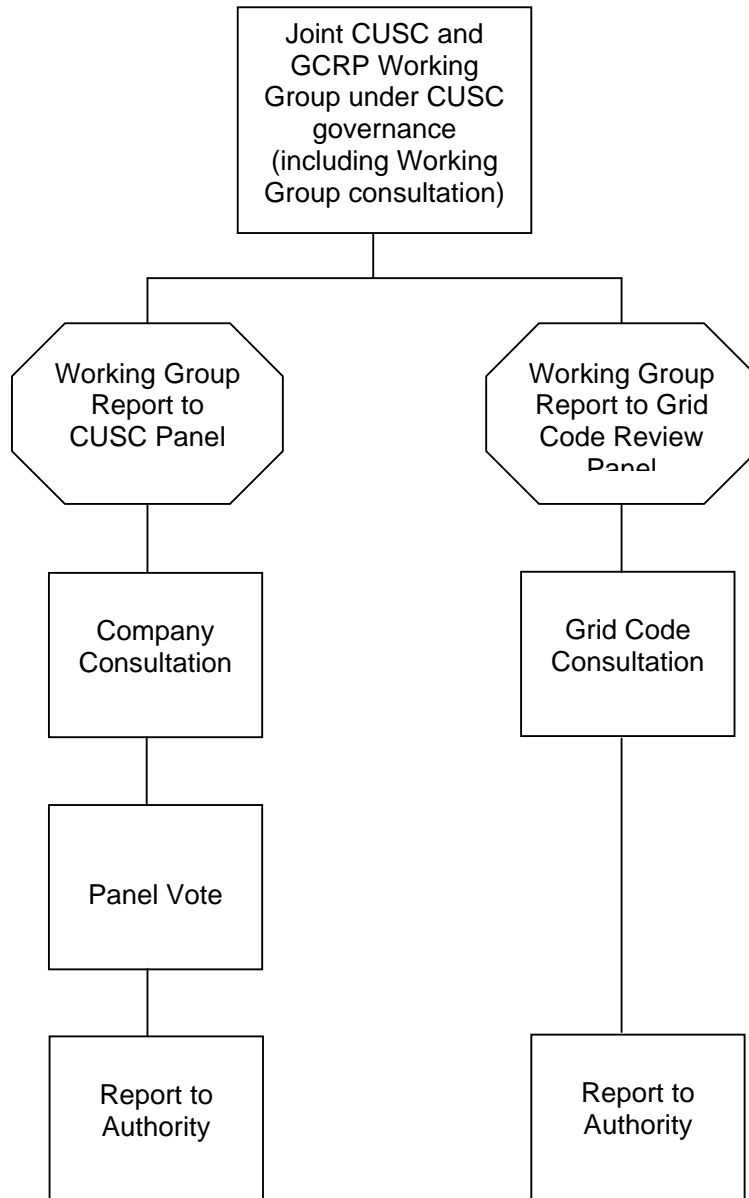 Joint CUSC and
GCRP Working
Group under CUSC
governance
(including Working
Group consultation)
Working Group
Report to
CUSC Panel
Working Group
Report to Grid
Code Review
Panel
Company
Consultation
Grid Code
Consultation
Panel Vote
Report to
Authority
Report to
Authority